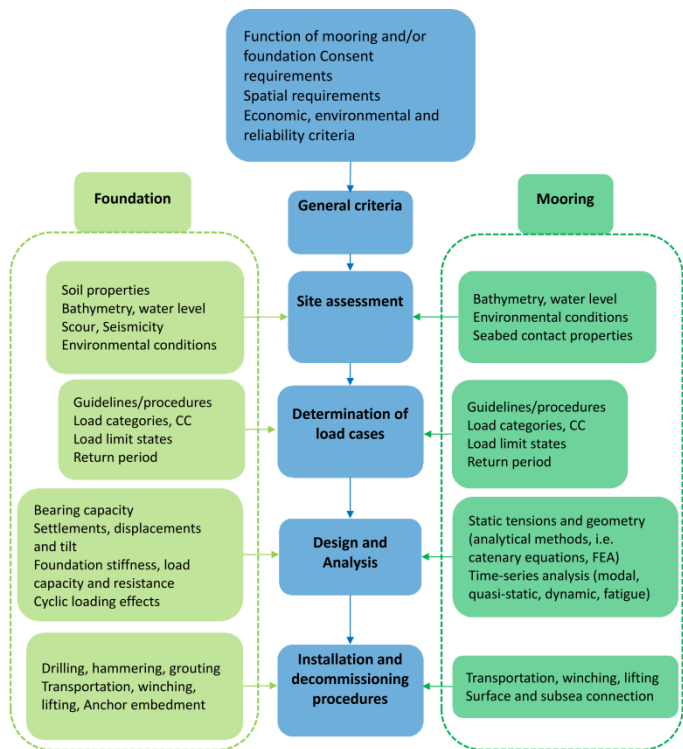 Function of mooring and/or
foundation Consent
requirements
Spatial requirements
Economic, environmental and
reliability criteria
Foundation
General criteria
Mooring
Soil properties
Bathymetry, water level
Scour, Seismicity
Environmental conditions
Site assessment
Bathymetry, water level
Environmental conditions
Seabed contact properties
Guidelines/procedures
Load categories, CC
Load limit states
Return period
Determination of
load cases
Guidelines/procedures
Load categories, CC
Load limit states
Return period
Bearing capacity
Settlements, displacements
and tilt
Foundation stiffness, load
capacity and resistance
Cyclic loading effects
Design and
Analysis
Static tensions and geometry
(analytical methods, i.e.
catenary equations, FEA)
Time-series analysis (modal,
quasi-static, dynamic, fatigue)
Drilling, hammering, grouting
Transportation, winching,
lifting, Anchor embedment
Installation and
decommissioning
procedures
Transportation, winching, lifting
Surface and subsea connection